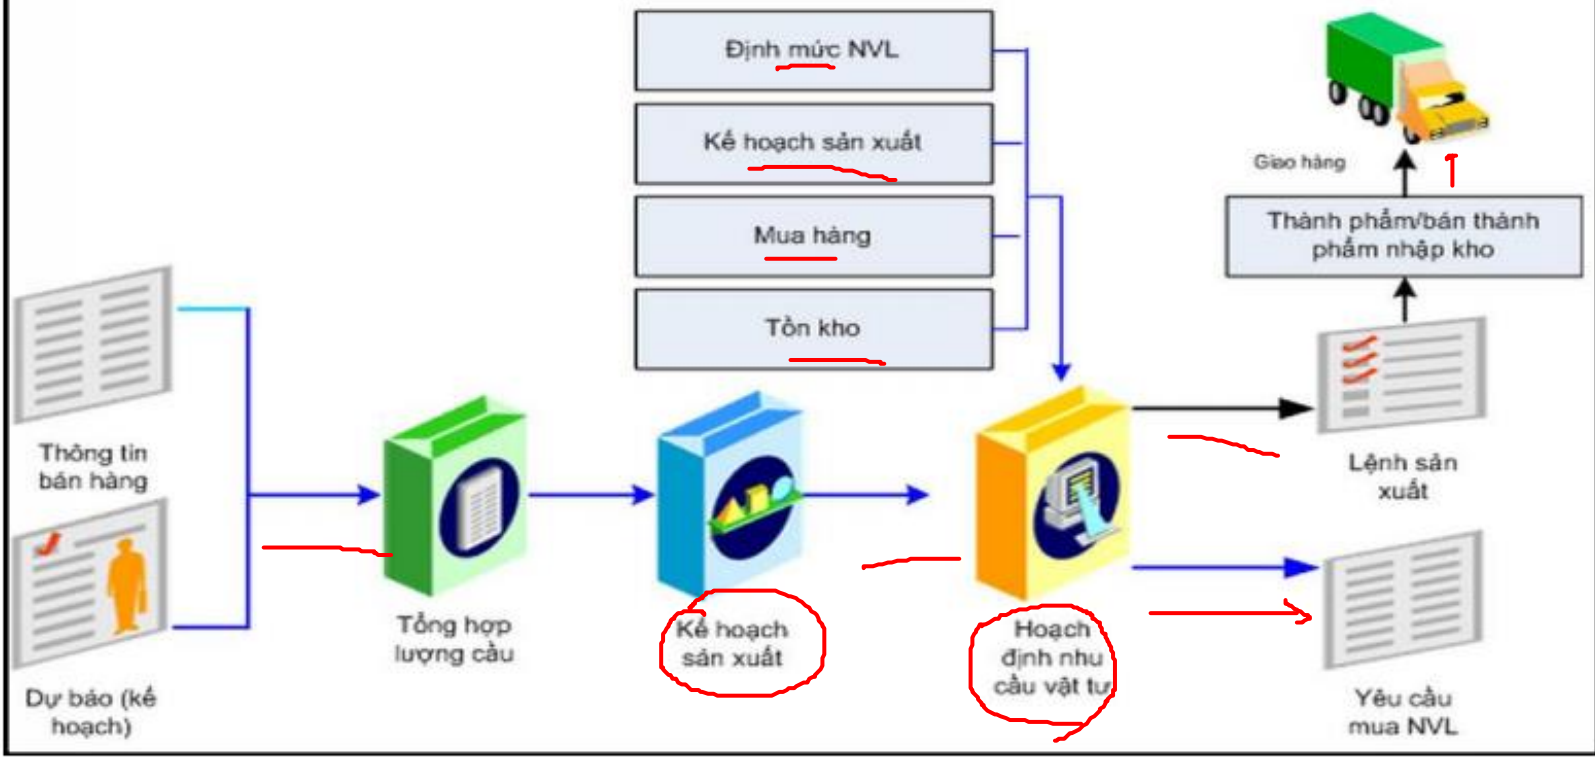 Định mức NVL
Kế hoạch sản xuất
Mua hàng
Tồn kho
Giao hàng
Thành phẩm/bán thành
phẩm nhập kho
Thông tin
bán hàng
Dự báo (kế
hoạch)
Tổng hợp
lượng cầu
Kế hoạch
sản xuất
Hoạch
định nhu
cầu vật tư
Lệnh sản
xuất
Yêu cầu
mua NVL